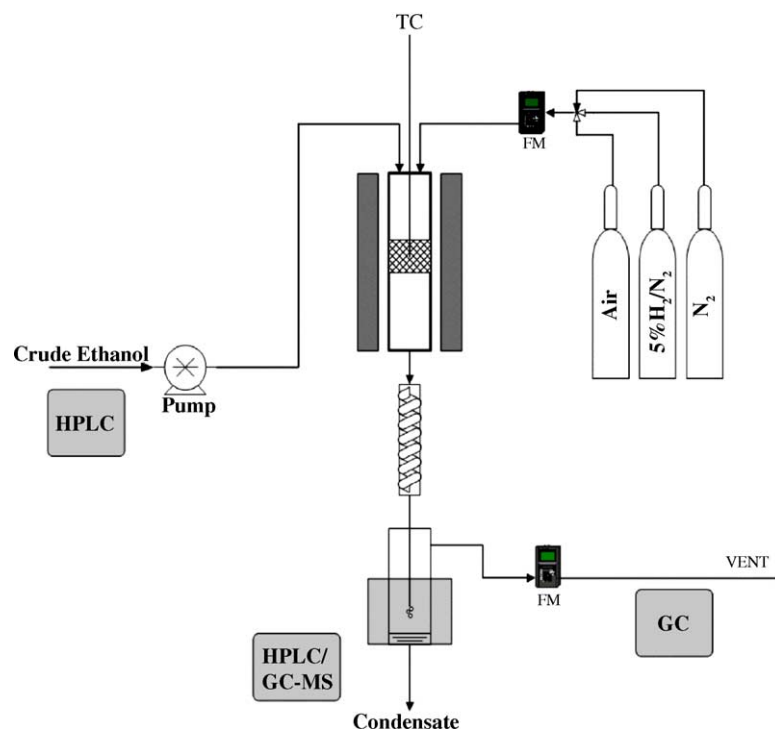 TC
FM
Air
5%H₂/N₂
N₂
Crude Ethanol
Pump
HPLC
FM
VENT
GC
HPLC/
GC-MS
Condensate